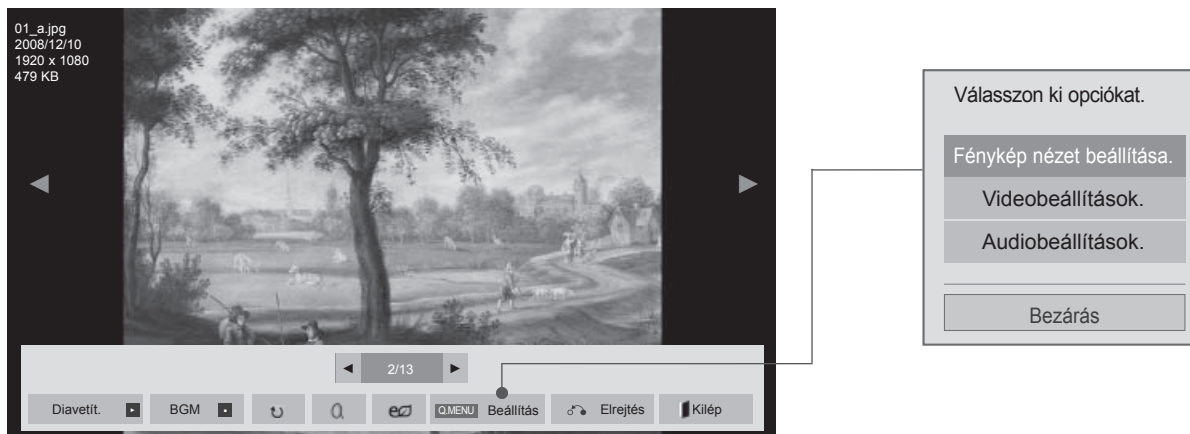 01_a.jpg
2008/12/10
1920 x 1080
479 KB
2/13
Diavetít.
BGM
Q.MENU Beállítás
Elrejtés
Kilép
Válasszon ki opciókat.
Fénykép nézet beállítása.
Videobeállítások.
Audiobeállítások.
Bezárás